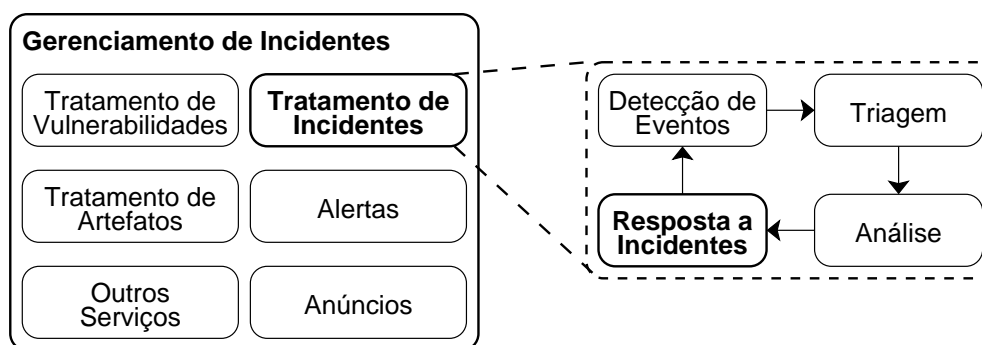 Gerenciamento de Incidentes
Tratamento de
Vulnerabilidades
Tratamento de
Incidentes
Tratamento de
Artefatos
Alertas
Outros
Serviços
Anúncios
Detecção de
Eventos
Triagem
Resposta a
Incidentes
Análise